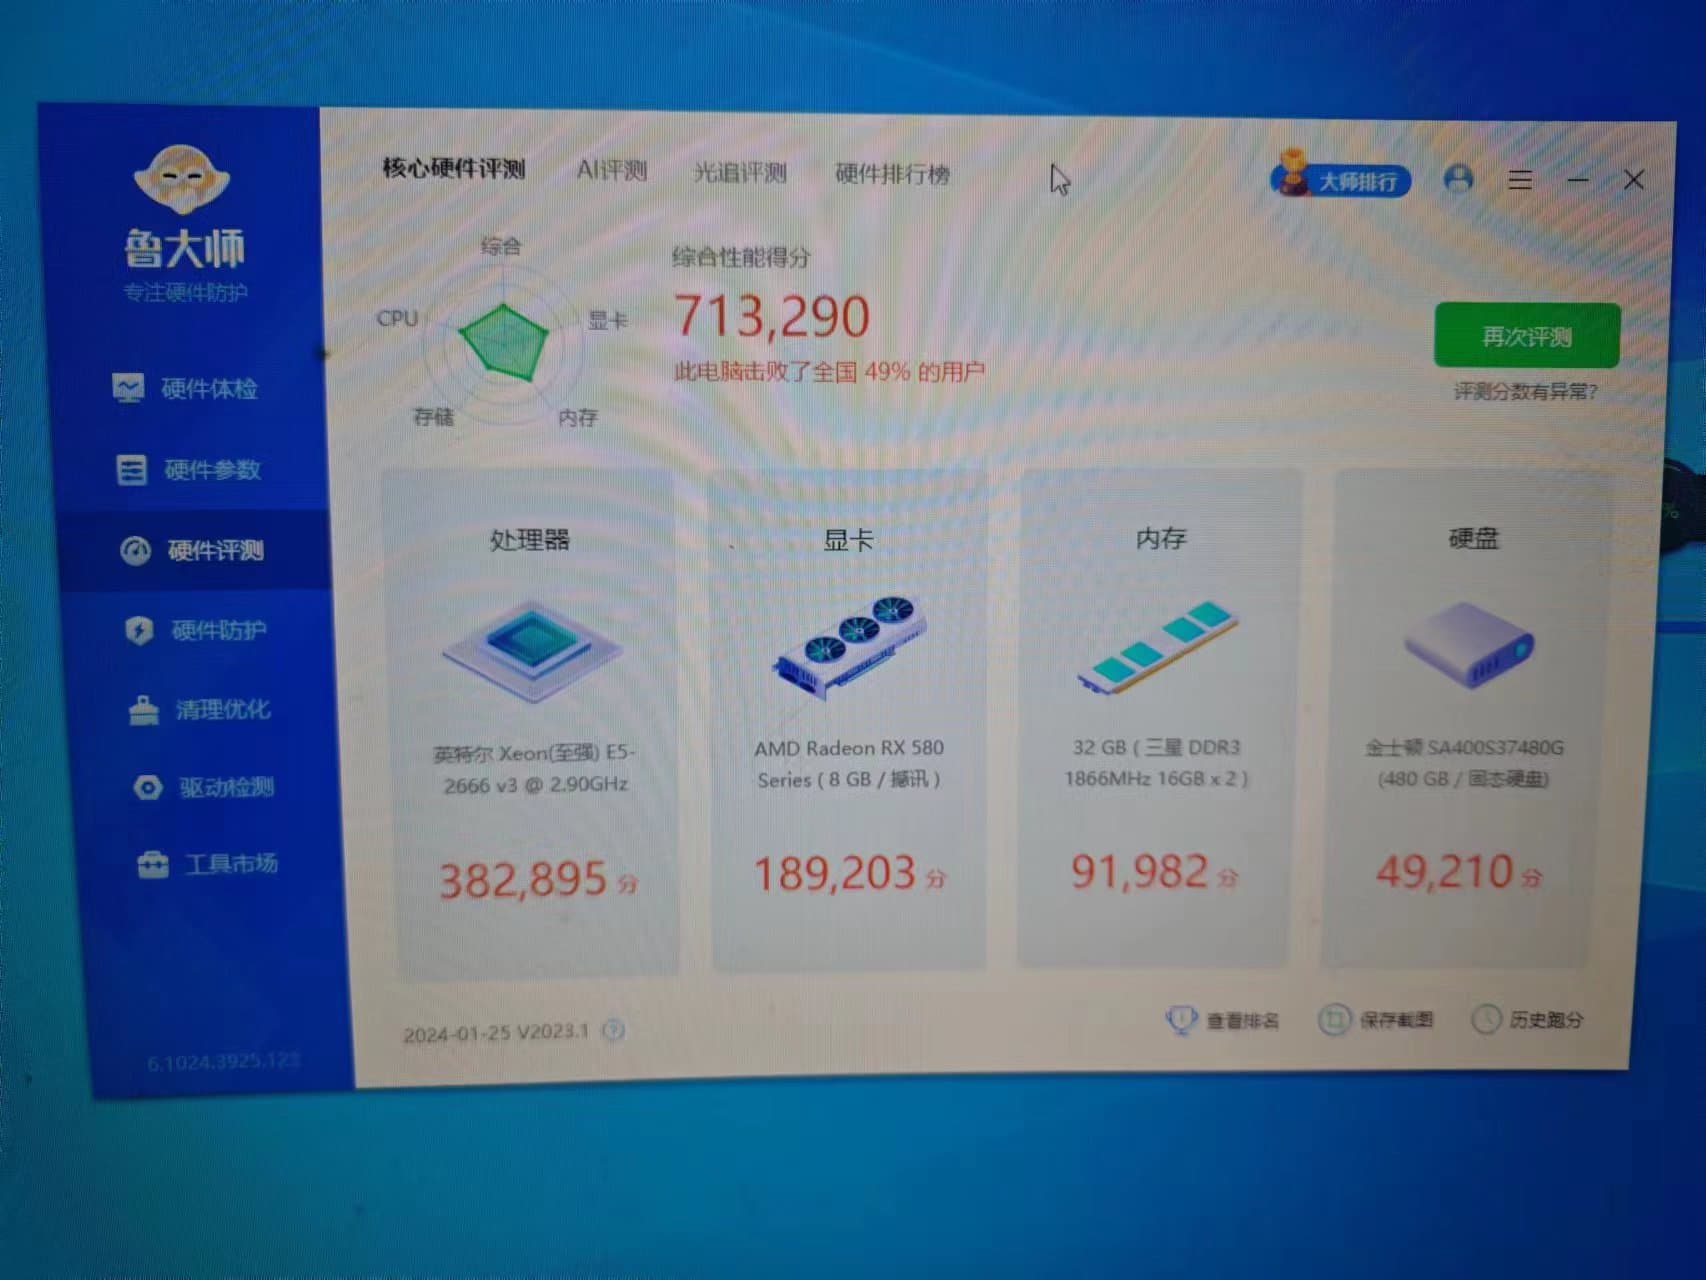 鲁大师
专注硬件防护
硬件体检
硬件参数
硬件评测
硬件防护
清理优化
驱动检测
工具市场
核心硬件评测 AI评测 光追评测 硬件排行榜
大师排行
综合
CPU
显卡
存储
内存
综合性能得分
713,290
此电脑击败了全国 49% 的用户
再次评测
评测分数有异常?
处理器
英特尔 Xeon(至强) E5-
2666 v3 @ 2.90GHz
382,895 分
显卡
AMD Radeon RX 580
Series ( 8 GB / 撼讯 )
189,203 分
内存
32 GB ( 三星 DDR3
1866MHz 16GB x 2 )
91,982 分
硬盘
金士顿 SA400S37480G
(480 GB / 固态硬盘)
49,210 分
2024-01-25 V2023.1
查看排名
保存截图
历史跑分
%